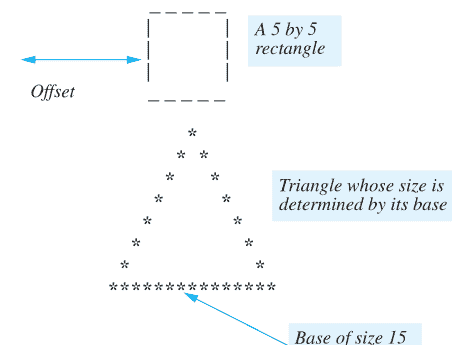 A 5 by 5
rectangle
Offset
Triangle whose size is
determined by its base
Base of size 15